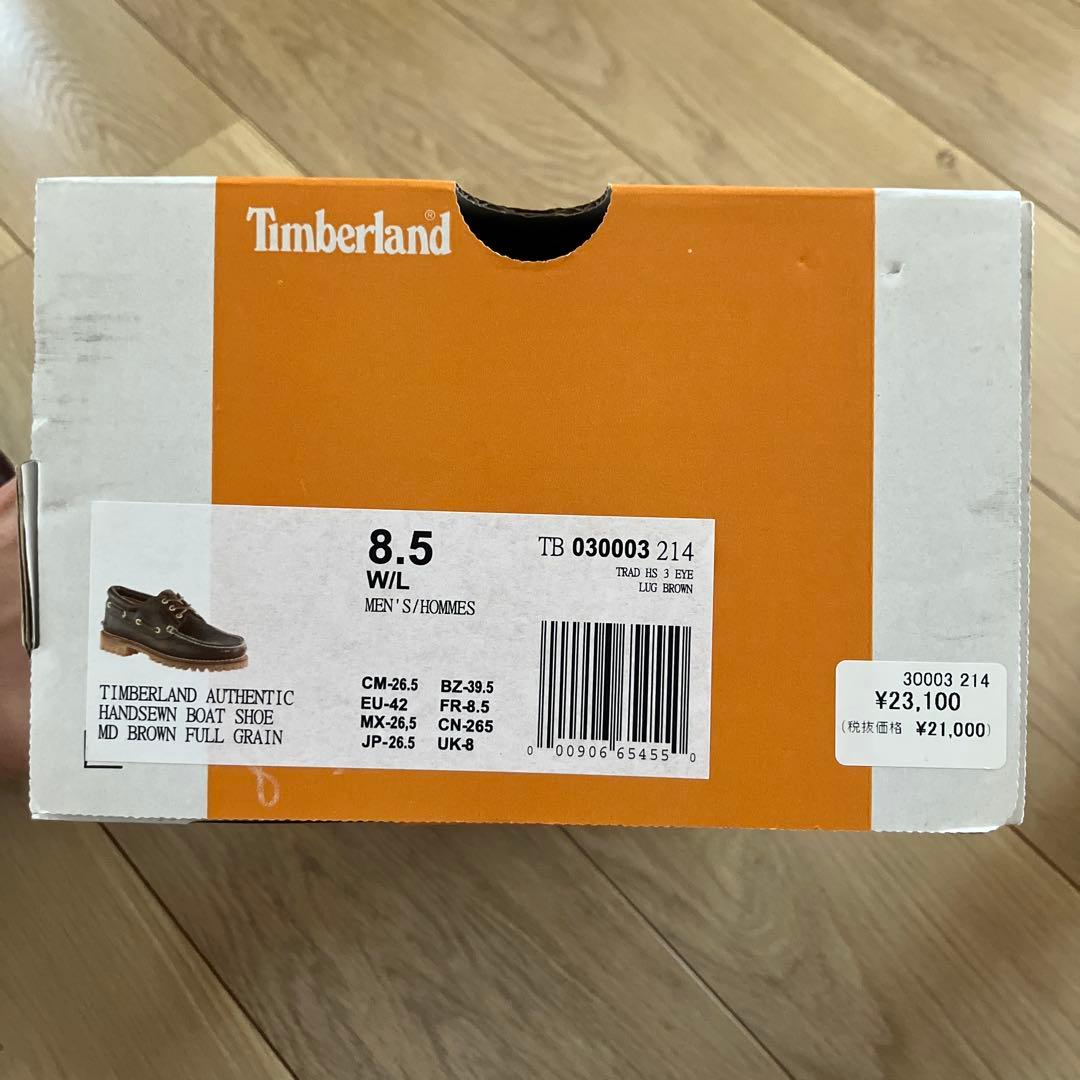 Timberland®
8.5
W/L
MEN'S/HOMMES
TB 030003 214
TRAD HS 3 EYE
LUG BROWN
TIMBERLAND AUTHENTIC
HANDSEWN BOAT SHOE
MD BROWN FULL GRAIN
CM-26.5 BZ-39.5
EU-42 FR-8.5
MX-26,5 CN-265
JP-26.5 UK-8
0 00906 65455 0
30003 214
¥23,100
(税抜価格 ¥21,000)